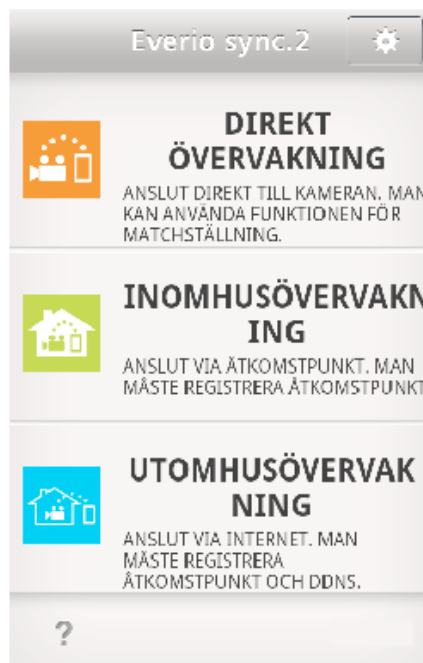 Everio sync.2
DIREKT
ÖVERVAKNING
ANSLUT DIREKT TILL KAMERAN. MAN
KAN ANVÄNDA FUNKTIONEN FÖR
MATCHSTÄLLNING.
INOMHUSÖVERVAKN
ING
ANSLUT VIA ÅTKOMSTPUNKT. MAN
MÅSTE REGISTRERA ÅTKOMSTPUNKT
UTOMHUSÖVERVAK
NING
ANSLUT VIA INTERNET. MAN
MÅSTE REGISTRERA
ÅTKOMSTPUNKT OCH DDNS.
?